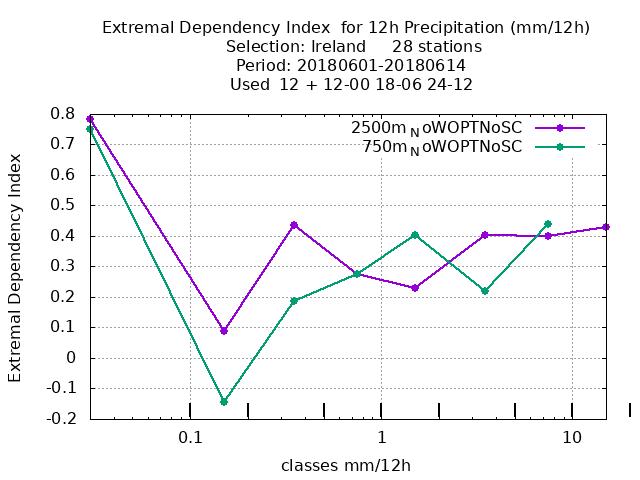 Extremal Dependency Index  for 12h Precipitation (mm/12h)
Selection: Ireland     28 stations
Period: 20180601-20180614
Used  12 + 12-00 18-06 24-12
0.8
0.7
0.6
0.5
0.4
0.3
0.2
0.1
0
-0.1
-0.2
Extremal Dependency Index
2500m NoWOPTNoSC
750m NoWOPTNoSC
0.1
1
10
classes mm/12h